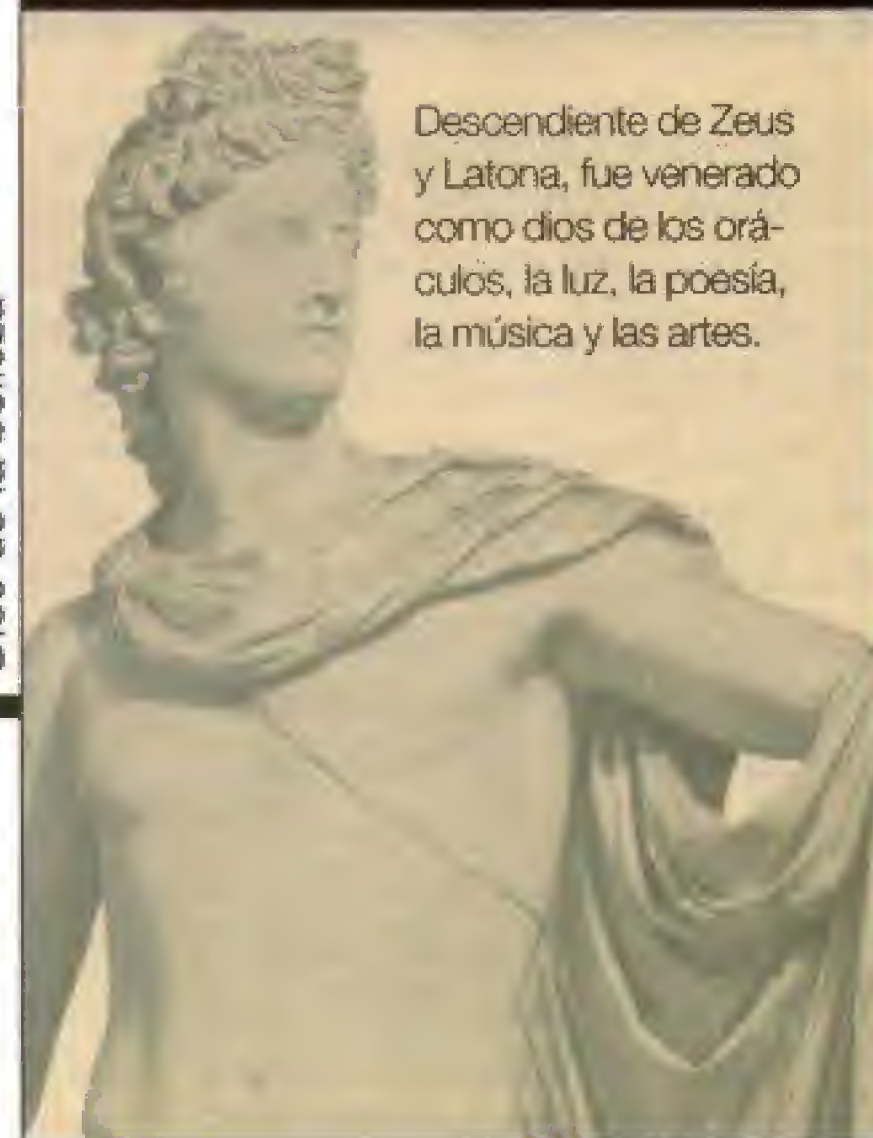 Descendiente de Zeus
y Latona, fue venerado
como dios de los orá-
culos, la luz, la poesía,
la música y las artes.